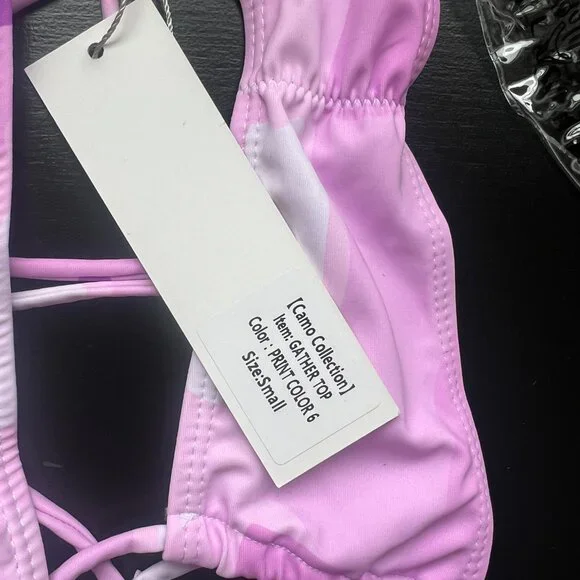 【Camo Collection】
Item: GATHER TOP
Color : PRINT COLOR 6
Size:Small